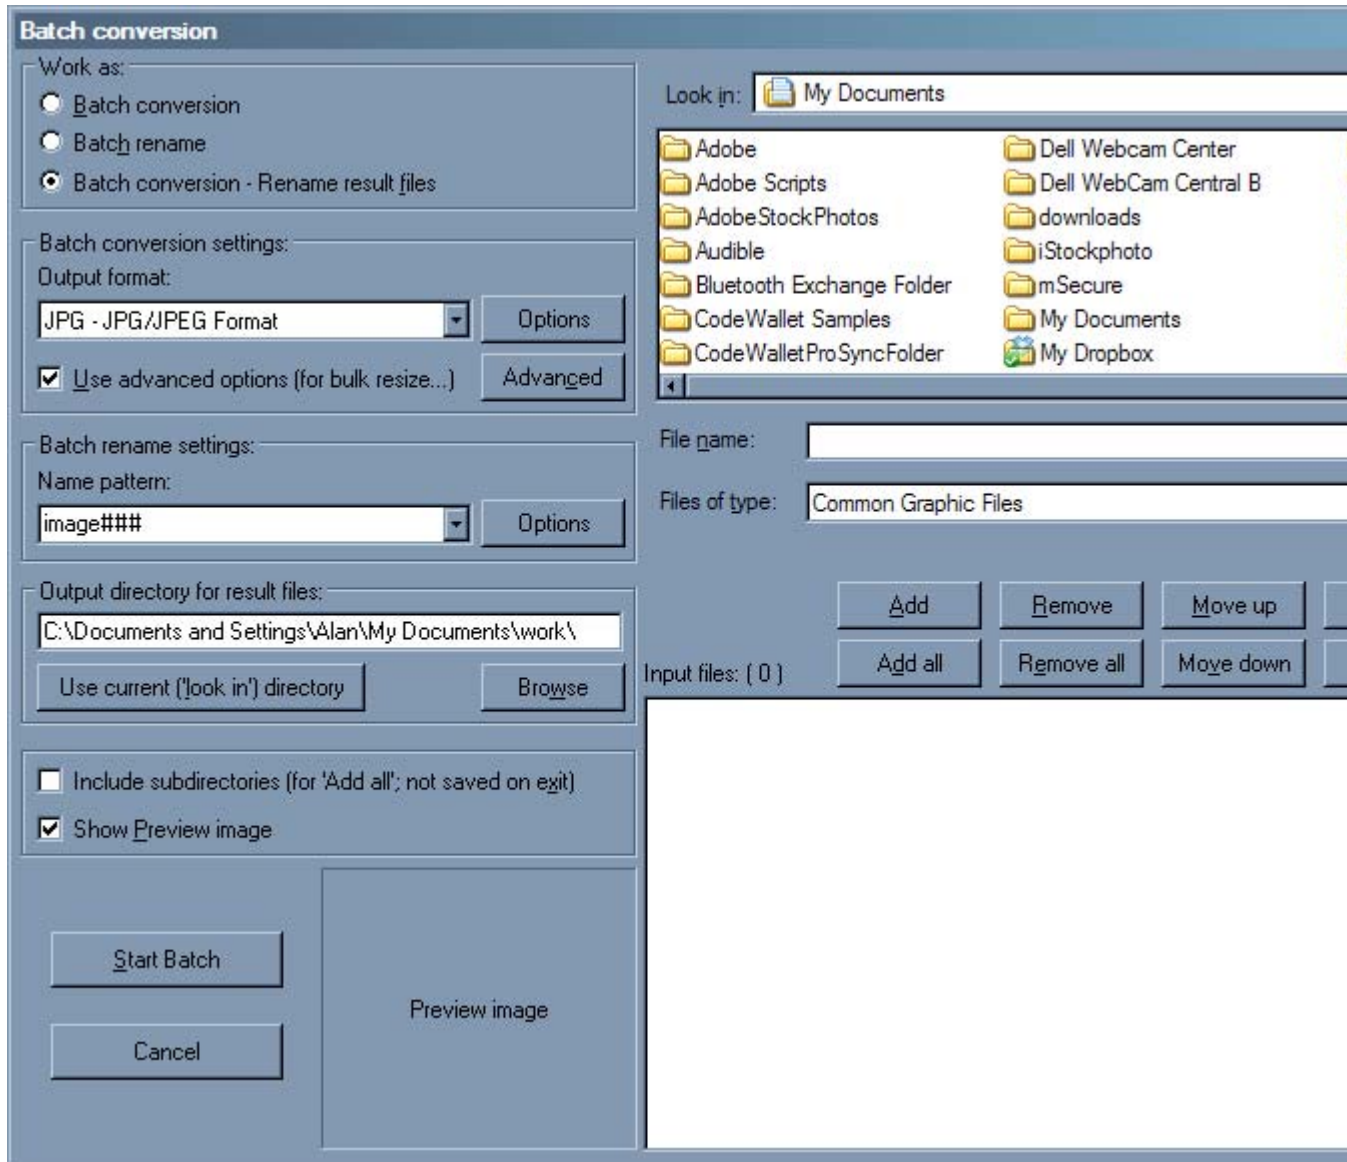 Batch conversion
Work as:
Batch conversion
Batch rename
Batch conversion - Rename result files
Batch conversion settings:
Output format:
JPG - JPG/JPEG Format
Options
Use advanced options (for bulk resize...)
Advanced
Batch rename settings:
Name pattern:
image###
Options
Output directory for result files:
C:\Documents and Settings\Alan\My Documents\work\
Use current ('look in') directory
Browse
Include subdirectories (for 'Add all'; not saved on exit)
Show Preview image
Start Batch
Cancel
Preview image
Look in: My Documents
Adobe
Adobe Scripts
AdobeStockPhotos
Audible
Bluetooth Exchange Folder
CodeWallet Samples
CodeWalletProSyncFolder
Dell Webcam Center
Dell WebCam Central B
downloads
iStockphoto
mSecure
My Documents
My Dropbox
File name:
Files of type: Common Graphic Files
Add Remove Move up
Input files: ( 0 ) Add all Remove all Move down